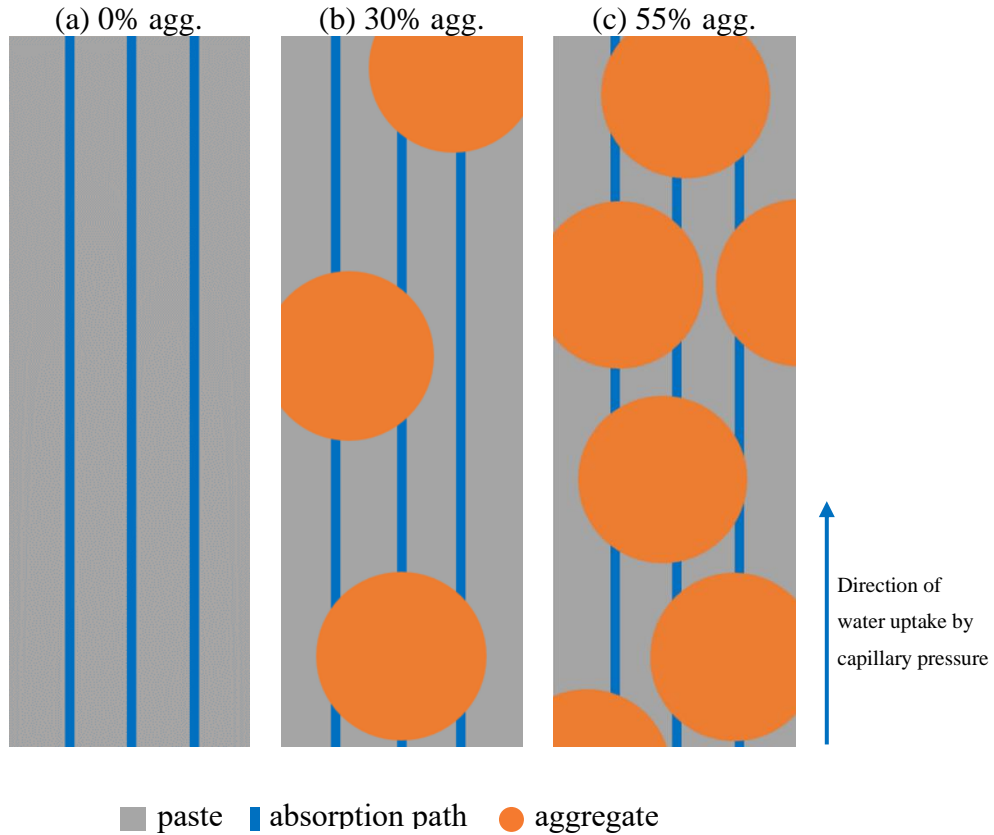 (a) 0% agg.
(b) 30% agg.
(c) 55% agg.
Direction of
water uptake by
capillary pressure
paste
absorption path
aggregate